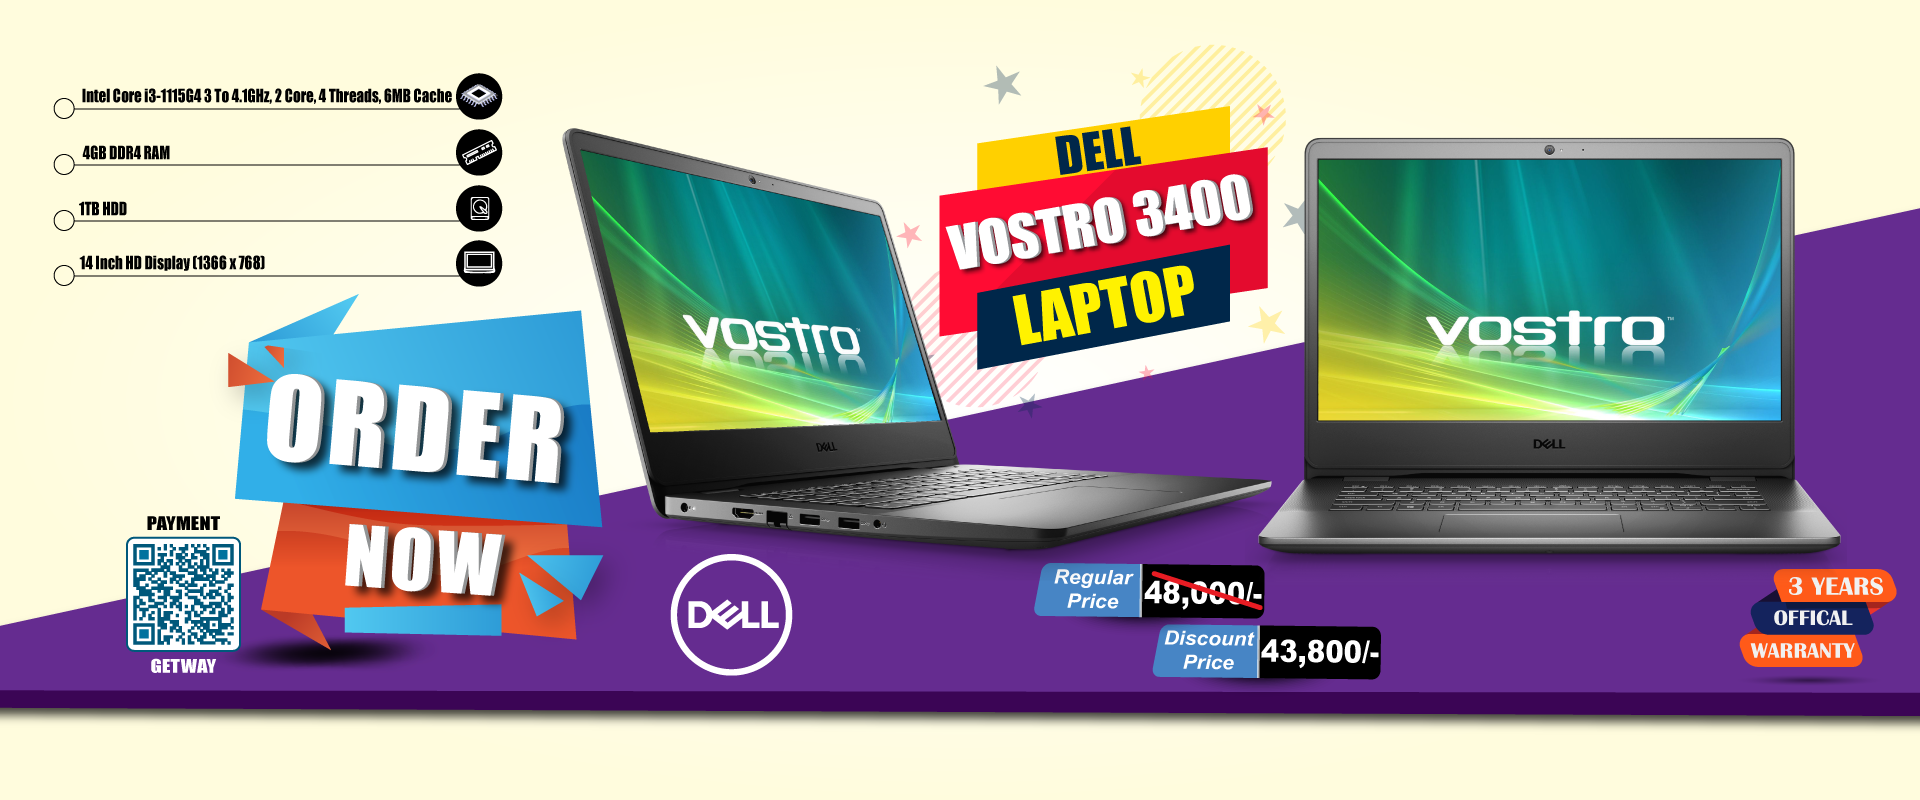 Intel Core i3-1115G4 3 To 4.1GHz, 2 Core, 4 Threads, 6MB Cache
4GB DDR4 RAM
1TB HDD
14 Inch HD Display (1366 x 768)
ORDER
NOW
PAYMENT
GETWAY
vostro™
DELL
DELL
DELL
VOSTRO 3400
LAPTOP
vostro™
DELL
Regular
Price
48,000/-
Discount
Price
43,800/-
3 YEARS
OFFICAL
WARRANTY